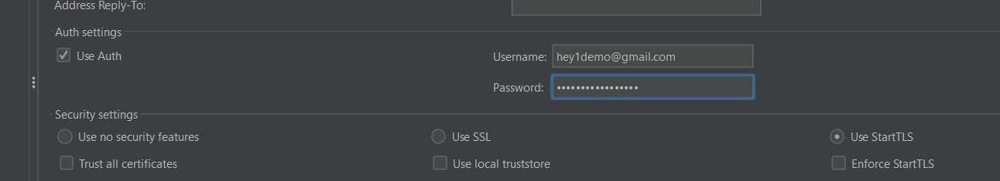 Address Reply-To:
Auth settings
Use Auth
Username: hey1demo@gmail.com
Password: •••••••••••••••••
Security settings
Use no security features Use SSL Use StartTLS
Trust all certificates Use local truststore Enforce StartTLS